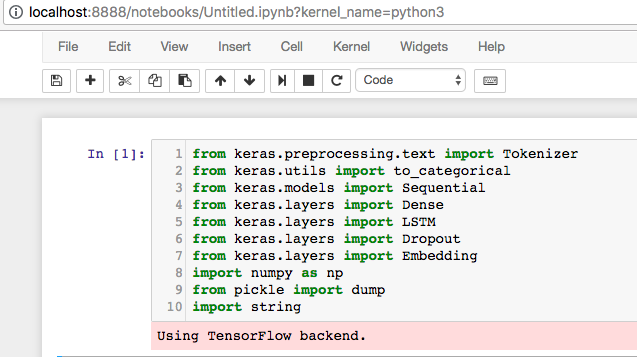 localhost:8888/notebooks/Untitled.ipynb?kernel_name=python3
File Edit View Insert Cell Kernel Widgets Help
Code
In [1]:
1 from keras.preprocessing.text import Tokenizer
2 from keras.utils import to_categorical
3 from keras.models import Sequential
4 from keras.layers import Dense
5 from keras.layers import LSTM
6 from keras.layers import Dropout
7 from keras.layers import Embedding
8 import numpy as np
9 from pickle import dump
10 import string
Using TensorFlow backend.